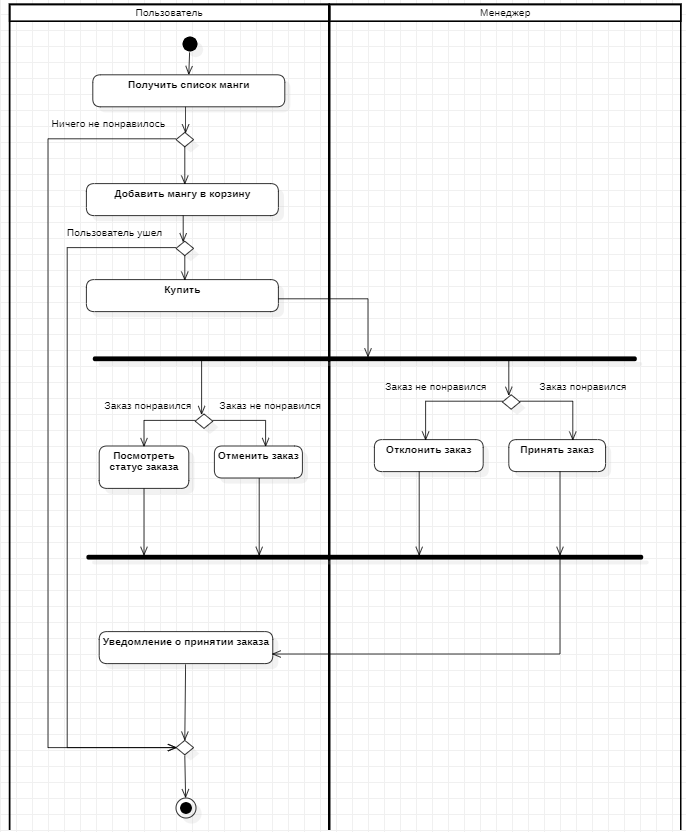 Пользователь
Менеджер
Получить список манги
Ничего не понравилось
Добавить мангу в корзину
Пользователь ушел
Купить
Заказ понравился
Заказ не понравился
Заказ не понравился
Заказ понравился
Посмотреть
статус заказа
Отменить заказ
Отклонить заказ
Принять заказ
Уведомление о принятии заказа